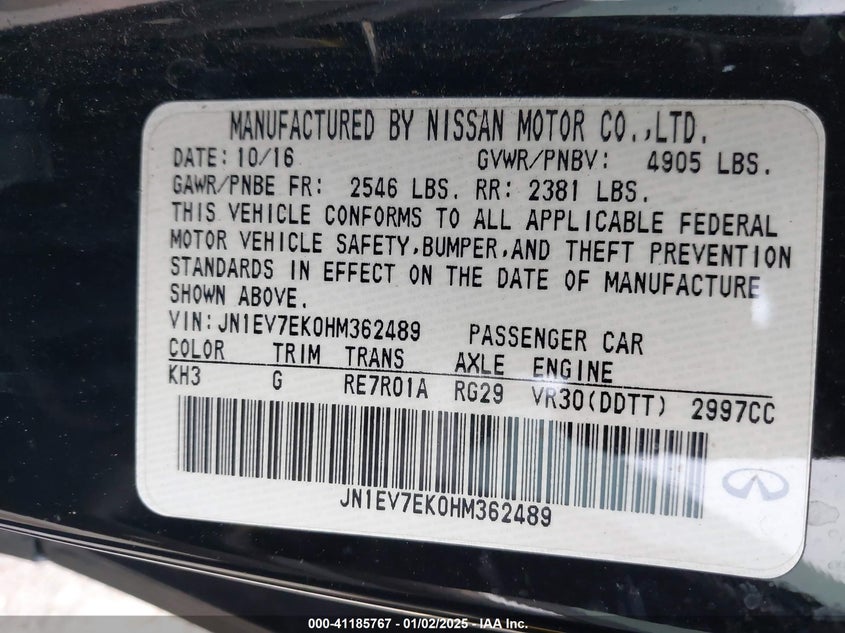 MANUFACTURED BY NISSAN MOTOR CO.,LTD.
DATE: 10/16 GVWR/PNBV: 4905 LBS.
GAWR/PNBE FR: 2546 LBS. RR: 2381 LBS.
THIS VEHICLE CONFORMS TO ALL APPLICABLE FEDERAL
MOTOR VEHICLE SAFETY,BUMPER,AND THEFT PREVENTION
STANDARDS IN EFFECT ON THE DATE OF MANUFACTURE
SHOWN ABOVE.
VIN:JN1EV7EK0HM362489 PASSENGER CAR
COLOR TRIM TRANS AXLE ENGINE
KH3 G RE7R01A RG29 VR30(DDTT) 2997CC
JN1EV7EK0HM362489
000-41185767 - 01/02/2025 - IAA Inc.